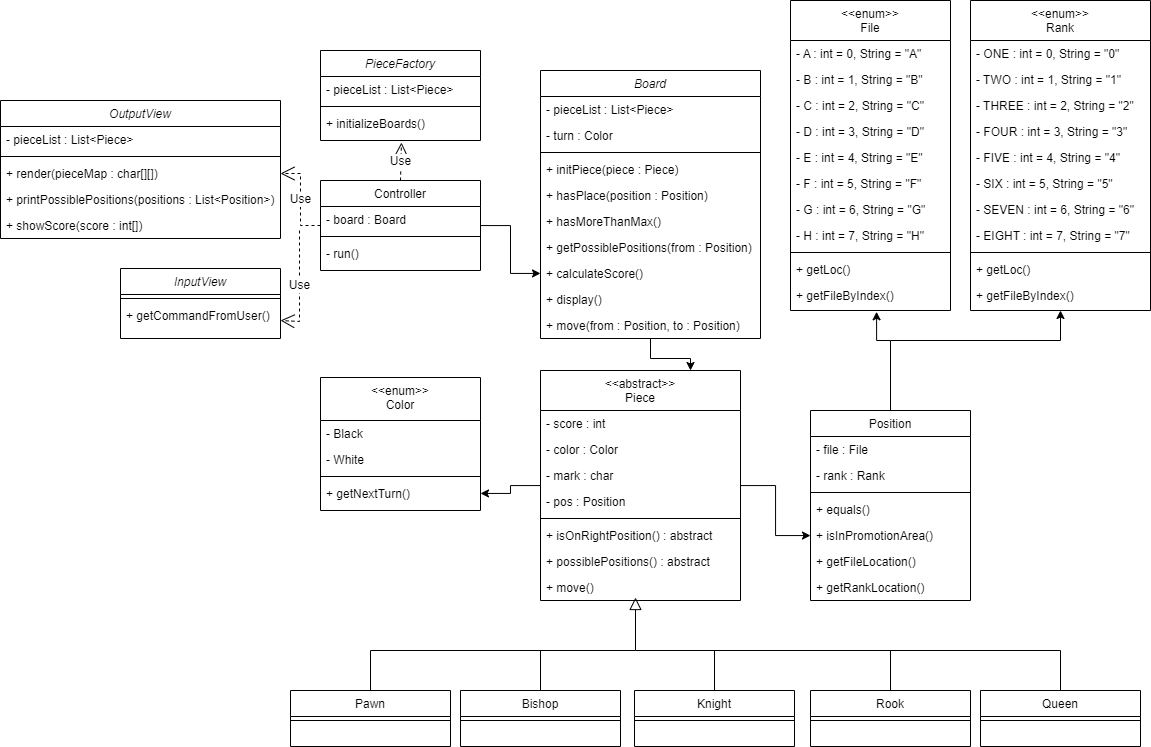 <<enum>>
File
- A : int = 0, String = "A"
- B : int = 1, String = "B"
- C : int = 2, String = "C"
- D : int = 3, String = "D"
- E : int = 4, String = "E"
- F : int = 5, String = "F"
- G : int = 6, String = "G"
- H : int = 7, String = "H"
+ getLoc()
+ getFileByIndex()
<<enum>>
Rank
- ONE : int = 0, String = "0"
- TWO : int = 1, String = "1"
- THREE : int = 2, String = "2"
- FOUR : int = 3, String = "3"
- FIVE : int = 4, String = "4"
- SIX : int = 5, String = "5"
- SEVEN : int = 6, String = "6"
- EIGHT : int = 7, String = "7"
+ getLoc()
+ getFileByIndex()
PieceFactory
- pieceList : List<Piece>
+ initializeBoards()
Use
Board
- pieceList : List<Piece>
- turn : Color
+ initPiece(piece : Piece)
+ hasPlace(position : Position)
+ hasMoreThanMax()
+ getPossiblePositions(from : Position)
+ calculateScore()
+ display()
+ move(from : Position, to : Position)
OutputView
- pieceList : List<Piece>
+ render(pieceMap : char[][])
+ printPossiblePositions(positions : List<Position>)
+ showScore(score : int[])
Use
Controller
- board : Board
- run()
InputView
+ getCommandFromUser()
Use
<<enum>>
Color
- Black
- White
+ getNextTurn()
<<abstract>>
Piece
- score : int
- color : Color
- mark : char
- pos : Position
+ isOnRightPosition() : abstract
+ possiblePositions() : abstract
+ move()
Position
- file : File
- rank : Rank
+ equals()
+ isInPromotionArea()
+ getFileLocation()
+ getRankLocation()
Pawn
Bishop
Knight
Rook
Queen